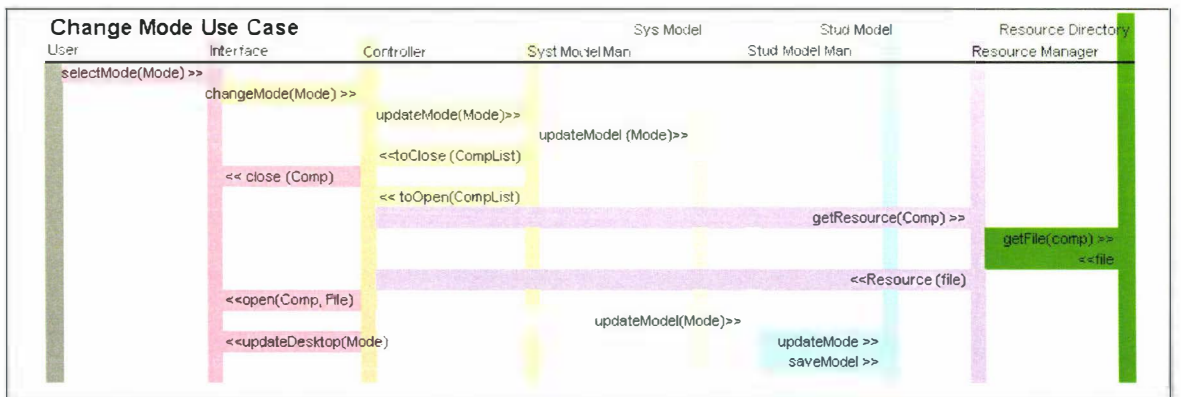 Change Mode Use Case
Sys Model Stud Model Resource Directory
User Interface Controller Syst Model Man Stud Model Man Resource Manager
selectMode(Mode) >>
changeMode(Mode) >>
updateMode(Mode)>>
updateModel (Mode)>>
<<toClose (CompList)
<< close (Comp)
<< toOpen(CompList)
getResource(Comp) >>
getFile(comp) >>
<<file
<<Resource (file)
<<open(Comp, File)
updateModel(Mode)>>
<<updateDesktop(Mode) updateMode >>
saveModel >>